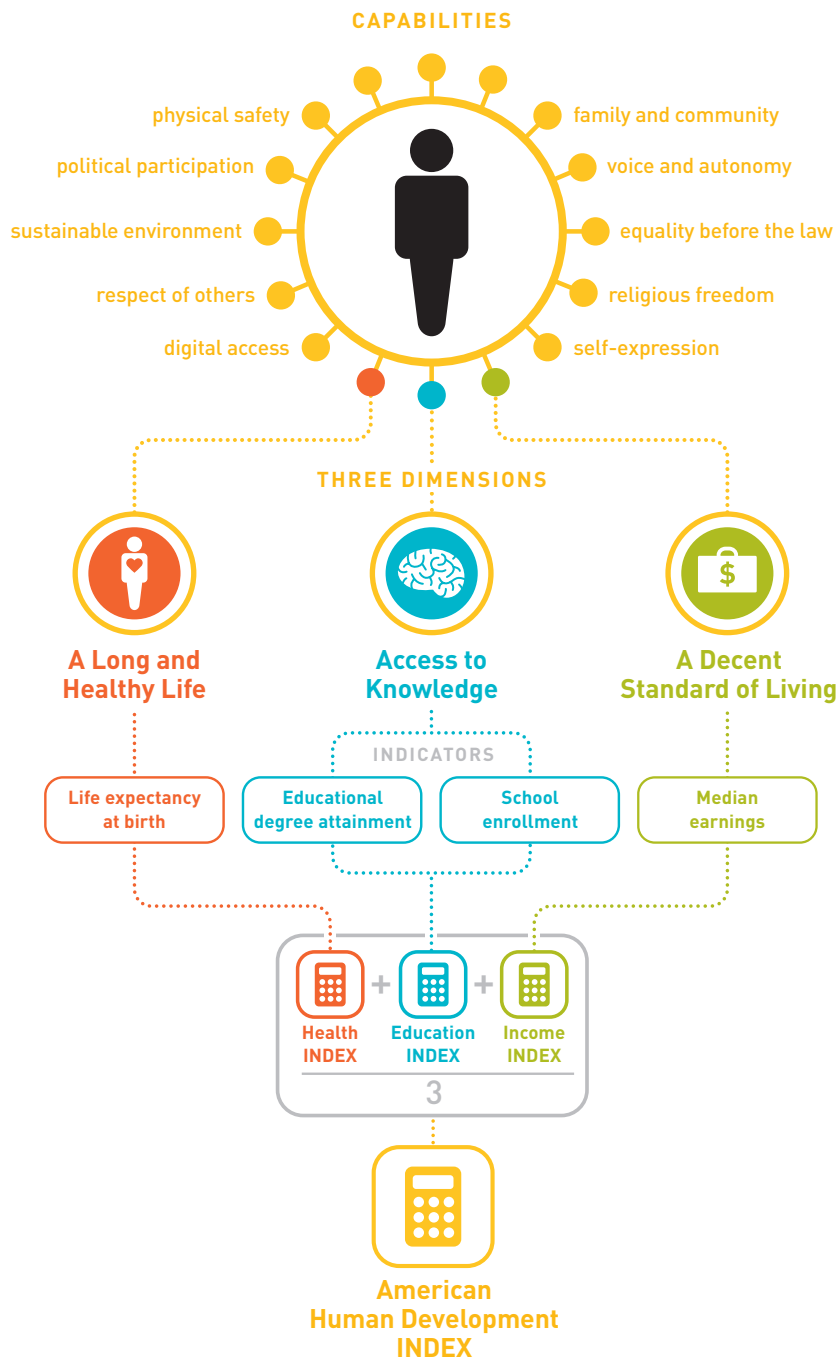 CAPABILITIES
physical safety
family and community
political participation
voice and autonomy
sustainable environment
equality before the law
respect of others
religious freedom
digital access
self-expression
THREE DIMENSIONS
$
A Long and
Healthy Life
Access to
Knowledge
A Decent
Standard of Living
INDICATORS
Life expectancy
at birth
Educational
degree attainment
School
enrollment
Median
earnings
+ +
Health
INDEX
Education
INDEX
Income
INDEX
3
American
Human Development
INDEX